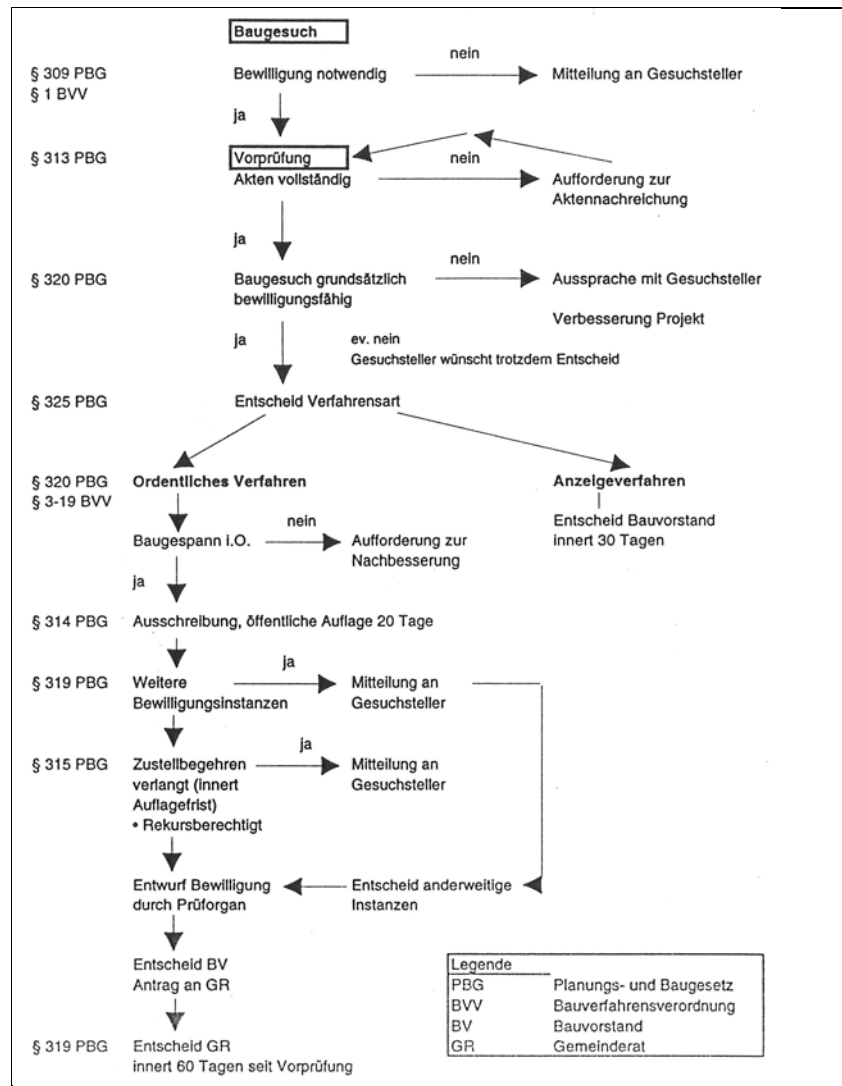 Baugesuch
nein
§ 309 PBG Bewilligung notwendig Mitteilung an Gesuchsteller
§ 1 BVV
ja
§ 313 PBG Vorprüfung nein
Akten vollständig Aufforderung zur
Aktennachreichung
ja
nein
§ 320 PBG Baugesuch grundsätzlich Aussprache mit Gesuchsteller
bewilligungsfähig
Verbesserung Projekt
ja ev. nein
Gesuchsteller wünscht trotzdem Entscheid
§ 325 PBG Entscheid Verfahrensart
§ 320 PBG Ordentliches Verfahren Anzeigeverfahren
§ 3-19 BVV
Entscheid Bauvorstand
innert 30 Tagen
nein
Baugespann i.O. Aufforderung zur
Nachbesserung
ja
§ 314 PBG Ausschreibung, öffentliche Auflage 20 Tage
ja
§ 319 PBG Weitere Mitteilung an
Bewilligungsinstanzen Gesuchsteller
ja
§ 315 PBG Zustellbegehren Mitteilung an
verlangt (innert Gesuchsteller
Auflagefrist)
• Rekursberechtigt
Entwurf Bewilligung Entscheid anderweitige
durch Prüforgan Instanzen
Entscheid BV
Antrag an GR
§ 319 PBG Entscheid GR
innert 60 Tagen seit Vorprüfung
Legende
PBG Planungs- und Baugesetz
BVV Bauverfahrensverordnung
BV Bauvorstand
GR Gemeinderat